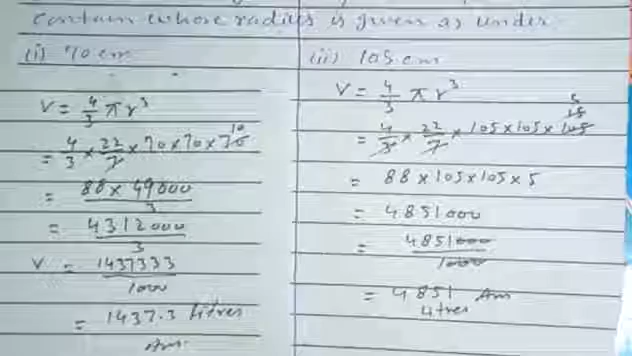 contain whose radius is given as under
(i) 70 cm
V = 4/3 πr³
= 4/3 × 22/7 × 70 × 70 × 70 10
= 88 × 49000 / 3
= 4312000 / 3
V = 1437333 / 1000
= 1437.3 litres
Ans.
(ii) 105 cm
V = 4/3 πr³
= 4/3 × 22/7 × 105 × 105 × 105 15 5
= 88 × 105 × 105 × 5
= 4851000
= 4851000 / 1000
= 4851 Ans
litres